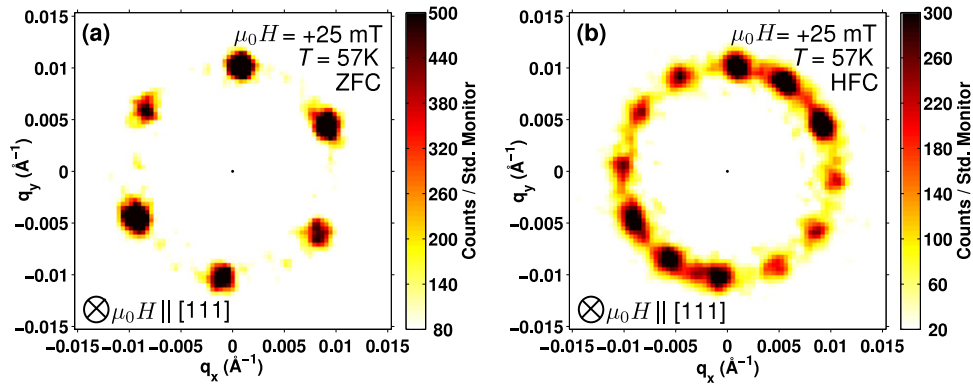 (a)
μ₀H = +25 mT
T = 57K
ZFC
0.015
0.01
0.005
0
−0.005
−0.01
−0.015
q_y (Å⁻¹)
⊗ μ₀H || [111]
−0.015 −0.01 −0.005 0 0.005 0.01 0.015
q_x (Å⁻¹)
500
440
380
320
260
200
140
80
Counts / Std. Monitor
(b)
μ₀H = +25 mT
T = 57K
HFC
0.015
0.01
0.005
0
−0.005
−0.01
−0.015
q_y (Å⁻¹)
⊗ μ₀H || [111]
−0.015 −0.01 −0.005 0 0.005 0.01 0.015
q_x (Å⁻¹)
300
260
220
180
140
100
60
20
Counts / Std. Monitor